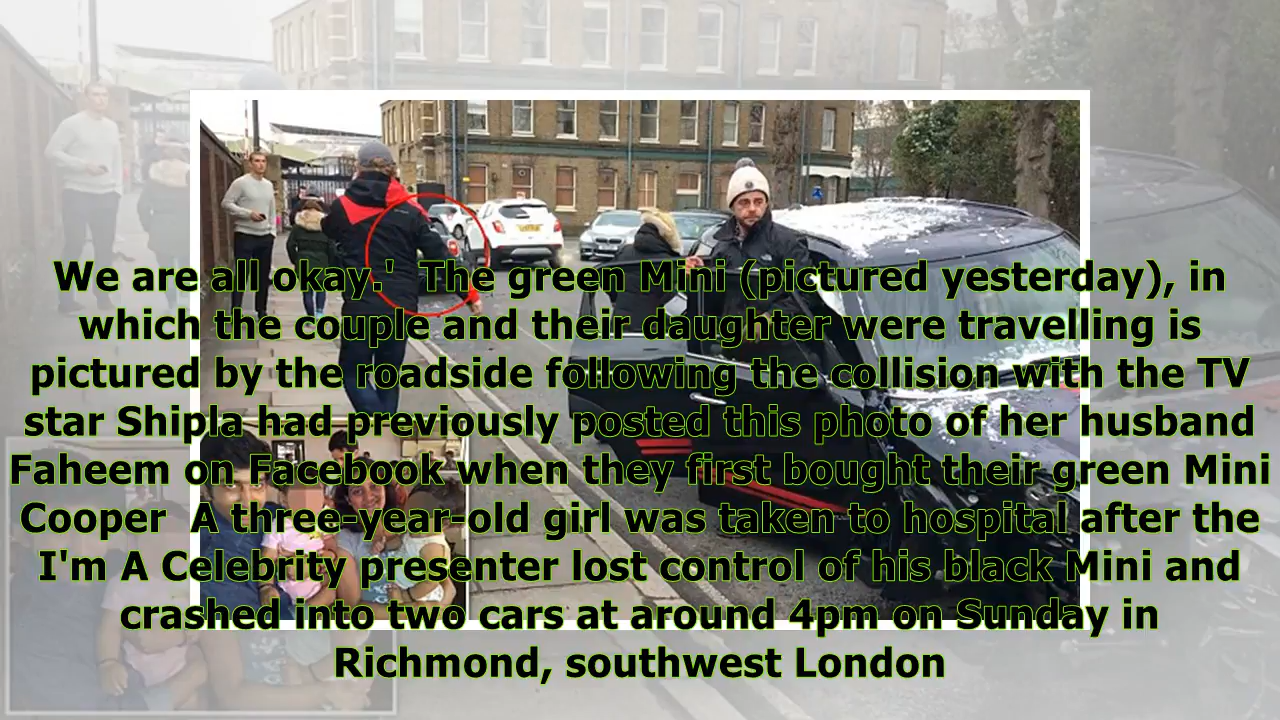 We are all okay.'  The green Mini (pictured yesterday), in
which the couple and their daughter were travelling is
pictured by the roadside following the collision with the TV
star Shipla had previously posted this photo of her husband
Faheem on Facebook when they first bought their green Mini
Cooper  A three-year-old girl was taken to hospital after the
I'm A Celebrity presenter lost control of his black Mini and
crashed into two cars at around 4pm on Sunday in
Richmond, southwest London